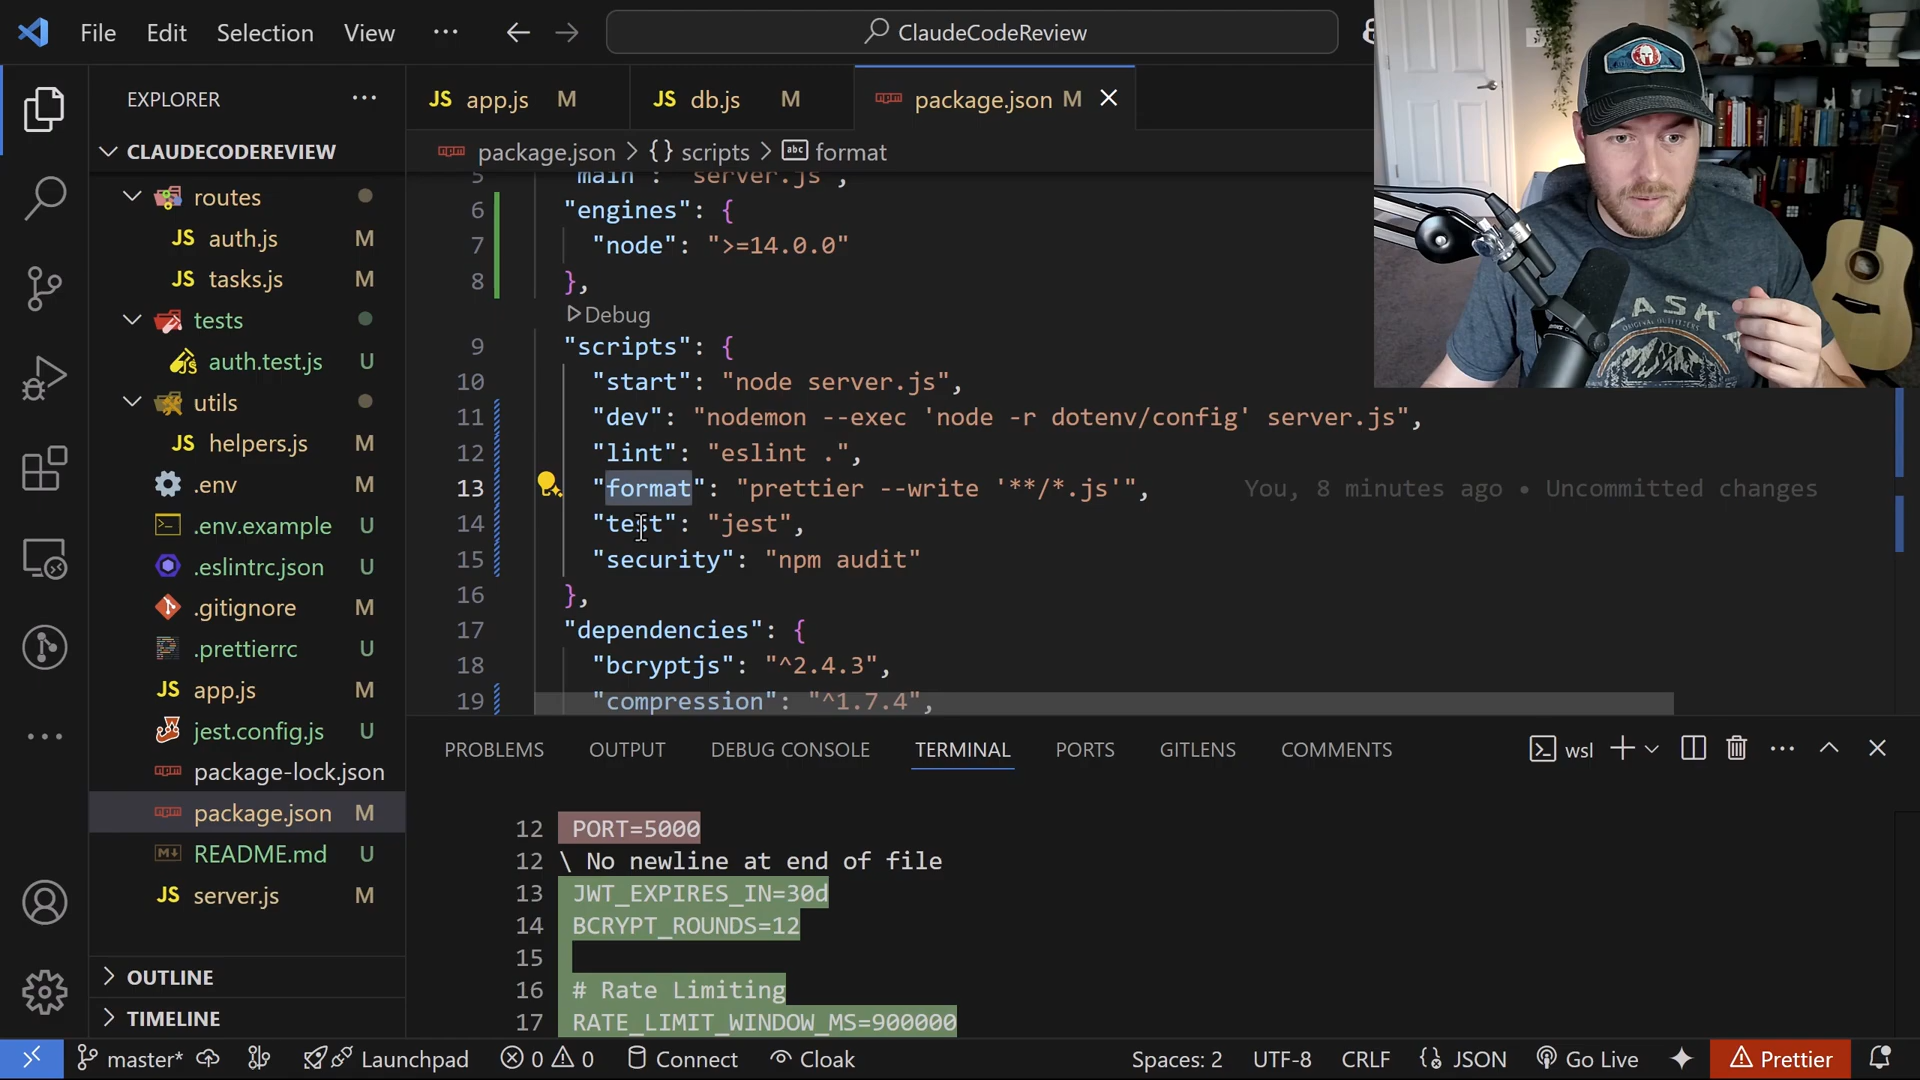 File Edit Selection View ··· ClaudeCodeReview
EXPLORER ···
CLAUDECODEREVIEW
routes
JS auth.js M
JS tasks.js M
tests
auth.test.js U
utils
JS helpers.js M
.env
.env.example U
.eslintrc.json U
.gitignore M
.prettierrc U
JS app.js M
jest.config.js U
package-lock.json
package.json M
README.md U
JS server.js M
OUTLINE
TIMELINE
JS app.js M JS db.js M package.json M
package.json > {} scripts > abc format
5 "main": "server.js",
6 "engines": {
7 "node": ">=14.0.0"
8 },
Debug
9 "scripts": {
10 "start": "node server.js",
11 "dev": "nodemon --exec 'node -r dotenv/config' server.js",
12 "lint": "eslint .",
13 "format": "prettier --write '**/*.js'", You, 8 minutes ago • Uncommitted changes
14 "test": "jest",
15 "security": "npm audit"
16 },
17 "dependencies": {
18 "bcryptjs": "^2.4.3",
19 "compression": "^1.7.4",
PROBLEMS OUTPUT DEBUG CONSOLE TERMINAL PORTS GITLENS COMMENTS wsl
12 PORT=5000
12 \ No newline at end of file
13 JWT_EXPIRES_IN=30d
14 BCRYPT_ROUNDS=12
15
16 # Rate Limiting
17 RATE_LIMIT_WINDOW_MS=900000
master* Launchpad 0 0 Connect Cloak Spaces: 2 UTF-8 CRLF {} JSON Go Live Prettier